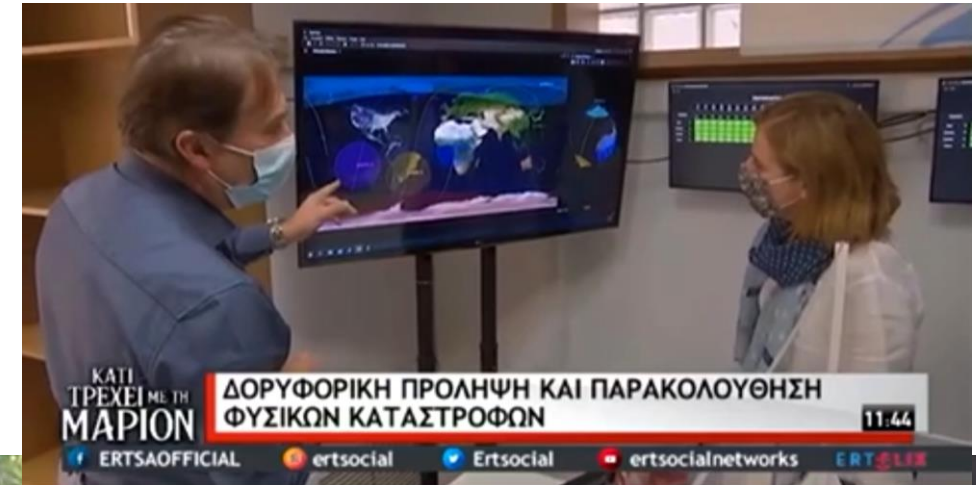 ΚΑΤΙ
ΤΡΕΧΕΙ ΜΕ ΤΗ
ΜΑΡΙΟΝ
ΔΟΡΥΦΟΡΙΚΗ ΠΡΟΛΗΨΗ ΚΑΙ ΠΑΡΑΚΟΛΟΥΘΗΣΗ
ΦΥΣΙΚΩΝ ΚΑΤΑΣΤΡΟΦΩΝ
11:44
ERTSAOFFICIAL ertsocial Ertsocial ertsocialnetworks ERTFLIX